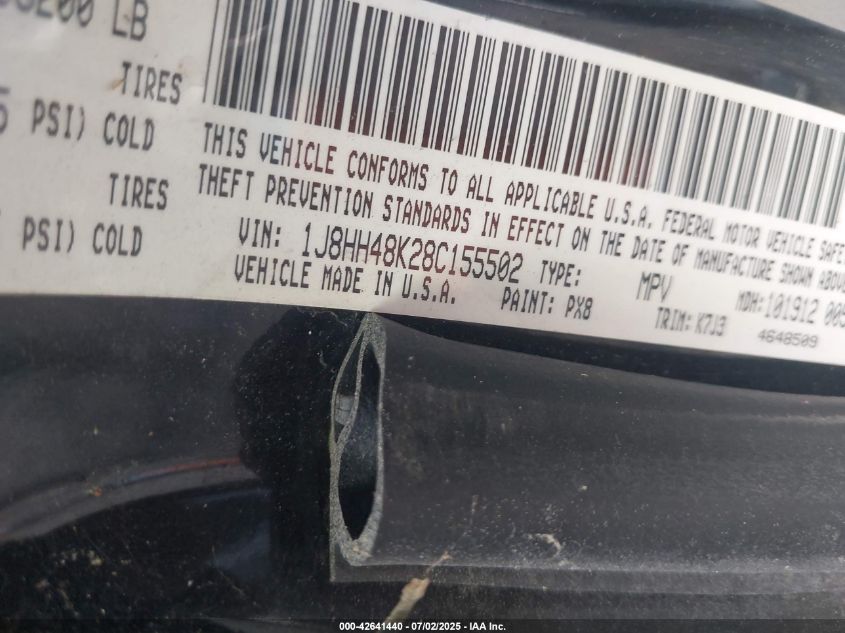 LB
TIRES
PSI) COLD
TIRES
PSI) COLD
THIS VEHICLE CONFORMS TO ALL APPLICABLE U.S.A. FEDERAL MOTOR VEHICLE SAFE
THEFT PREVENTION STANDARDS IN EFFECT ON THE DATE OF MANUFACTURE SHOWN ABOVE
VIN: 1J8HH48K28C155502 TYPE: MPV MDH: 101912 005
VEHICLE MADE IN U.S.A. PAINT: PX8 TRIM: K7J3 4648509
000-42641440 - 07/02/2025 - IAA Inc.